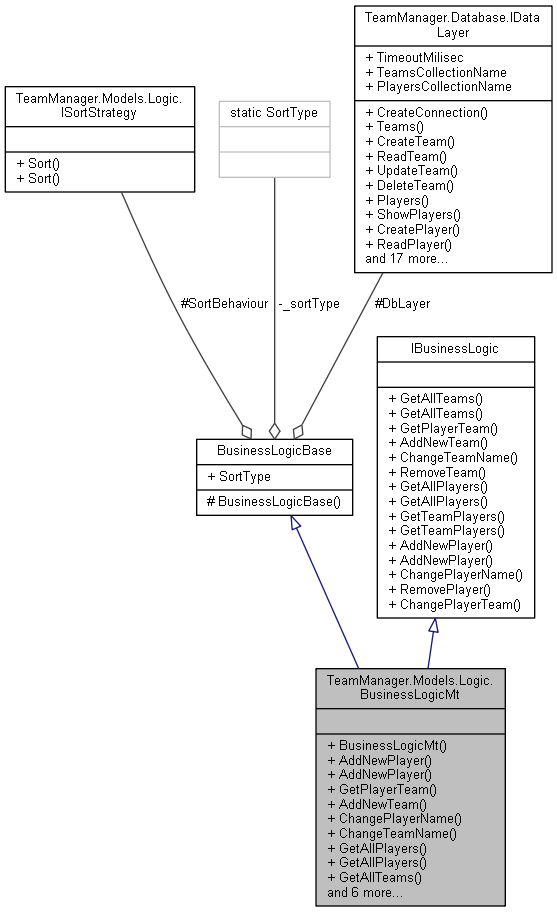 TeamManager.Database.IData
Layer
+ TimeoutMilisec
+ TeamsCollectionName
+ PlayersCollectionName
+ CreateConnection()
+ Teams()
+ CreateTeam()
+ ReadTeam()
+ UpdateTeam()
+ DeleteTeam()
+ Players()
+ ShowPlayers()
+ CreatePlayer()
+ ReadPlayer()
and 17 more...
TeamManager.Models.Logic.
ISortStrategy
+ Sort()
+ Sort()
static SortType
#SortBehaviour
-_sortType
#DbLayer
IBusinessLogic
+ GetAllTeams()
+ GetAllTeams()
+ GetPlayerTeam()
+ AddNewTeam()
+ ChangeTeamName()
+ RemoveTeam()
+ GetAllPlayers()
+ GetAllPlayers()
+ GetTeamPlayers()
+ GetTeamPlayers()
+ AddNewPlayer()
+ AddNewPlayer()
+ ChangePlayerName()
+ RemovePlayer()
+ ChangePlayerTeam()
BusinessLogicBase
+ SortType
# BusinessLogicBase()
TeamManager.Models.Logic.
BusinessLogicMt
+ BusinessLogicMt()
+ AddNewPlayer()
+ AddNewPlayer()
+ GetPlayerTeam()
+ AddNewTeam()
+ ChangePlayerName()
+ ChangeTeamName()
+ GetAllPlayers()
+ GetAllPlayers()
+ GetAllTeams()
and 6 more...